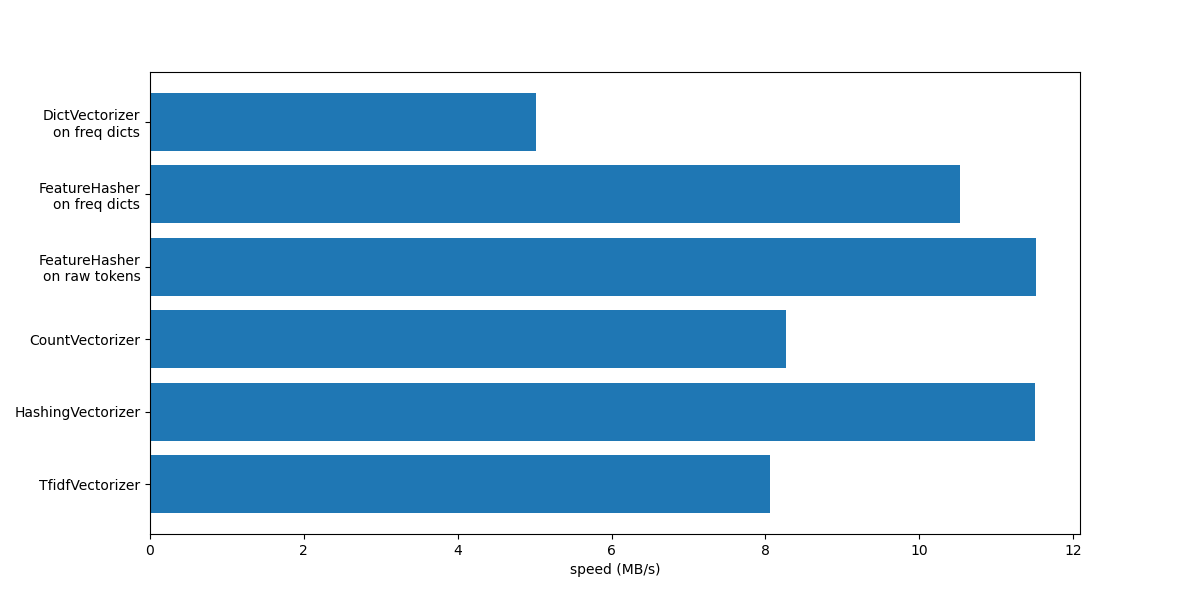 DictVectorizer
on freq dicts
FeatureHasher
on freq dicts
FeatureHasher
on raw tokens
CountVectorizer
HashingVectorizer
TfidfVectorizer
0 2 4 6 8 10 12
speed (MB/s)